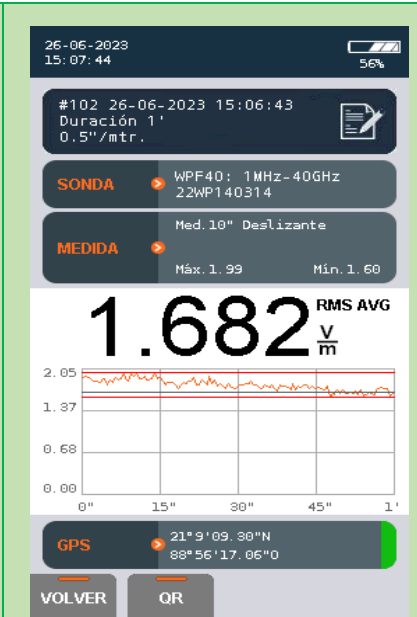 26-06-2023
15:07:44
56%
#102 26-06-2023 15:06:43
Duración 1'
0.5"/mtr.
SONDA
WPF40: 1MHz-40GHz
22WP140314
MEDIDA
Med.10" Deslizante
Máx.1.99 Mín.1.60
1.682 RMS AVG
V
m
2.05
1.37
0.68
0.00
0" 15" 30" 45" 1'
GPS
21°9'09.30"N
88°56'17.06"O
VOLVER QR